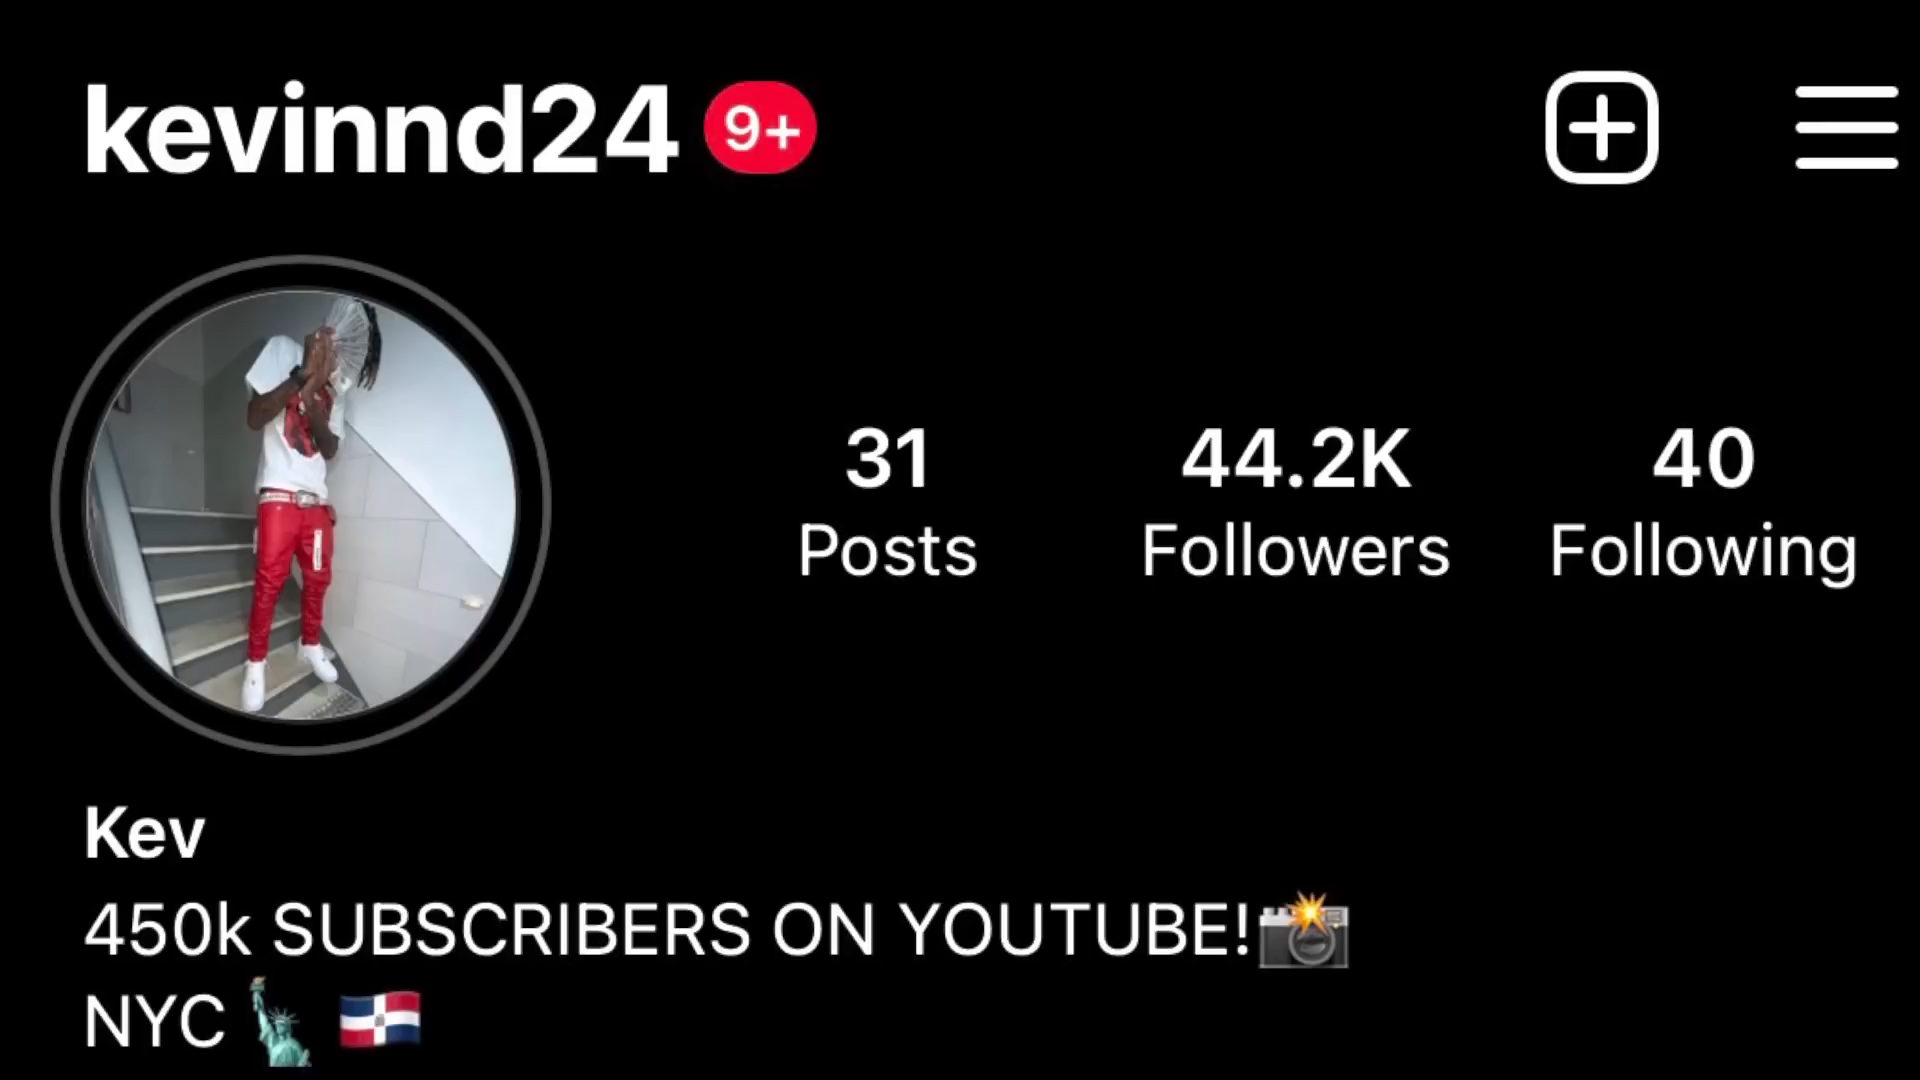 kevinnd24 9+
31 44.2K 40
Posts Followers Following
Kev
450k SUBSCRIBERS ON YOUTUBE!📸
NYC🗽 🇩🇴